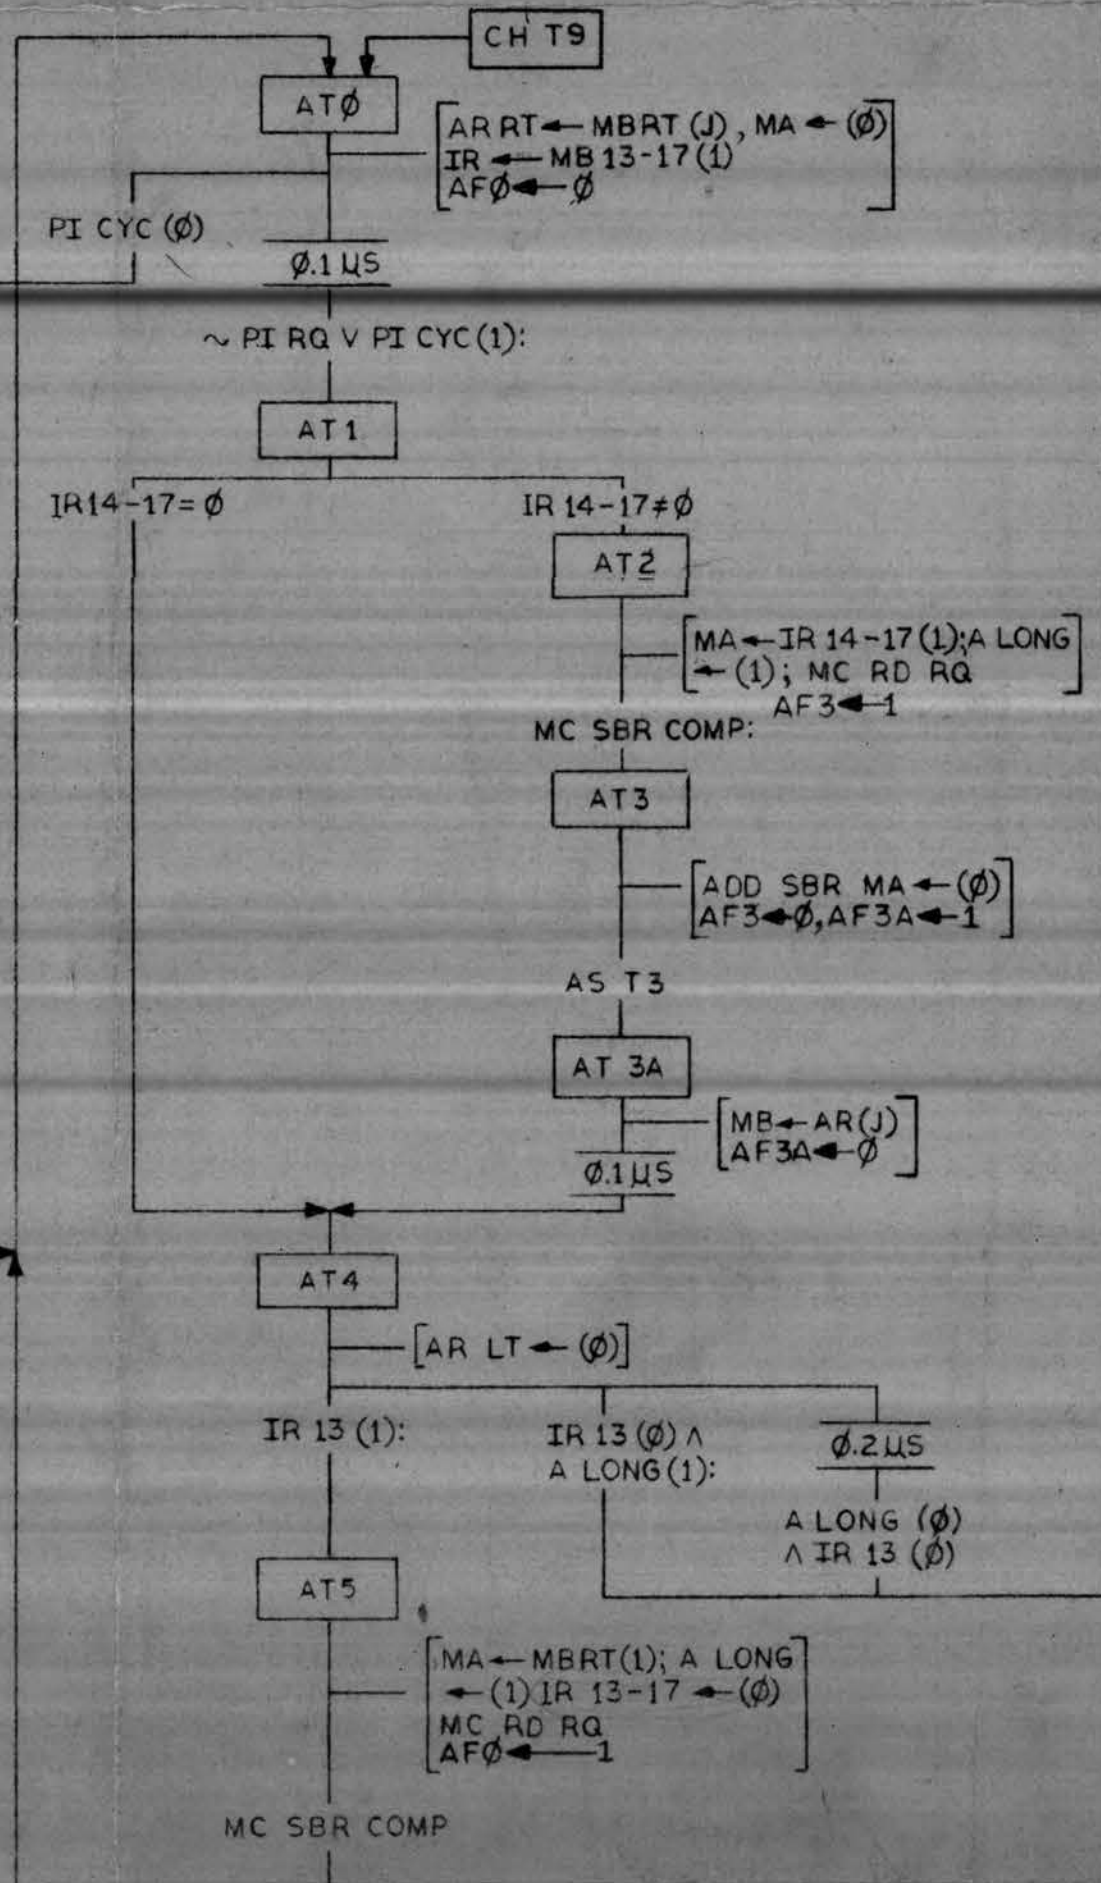 CH T9
ATØ
ARRT ← MBRT (J), MA ← (Ø)
IR ← MB 13-17 (1)
AFØ ← Ø
PI CYC (Ø)
Ø.1 μS
~ PI RQ V PI CYC (1):
AT1
IR14-17 = Ø
IR 14-17 ≠ Ø
AT2
MA ← IR 14-17 (1); A LONG
← (1); MC RD RQ
AF3 ← 1
MC SBR COMP:
AT3
ADD SBR MA ← (Ø)
AF3 ← Ø, AF3A ← 1
AS T3
AT 3A
MB ← AR (J)
AF3A ← Ø
Ø.1 μS
AT4
AR LT ← (Ø)
IR 13 (1):
IR 13 (Ø) ∧
A LONG (1):
Ø.2 μS
A LONG (Ø)
∧ IR 13 (Ø)
AT5
MA ← MBRT (1); A LONG
← (1) IR 13-17 ← (Ø)
MC RD RQ
AFØ ← 1
MC SBR COMP